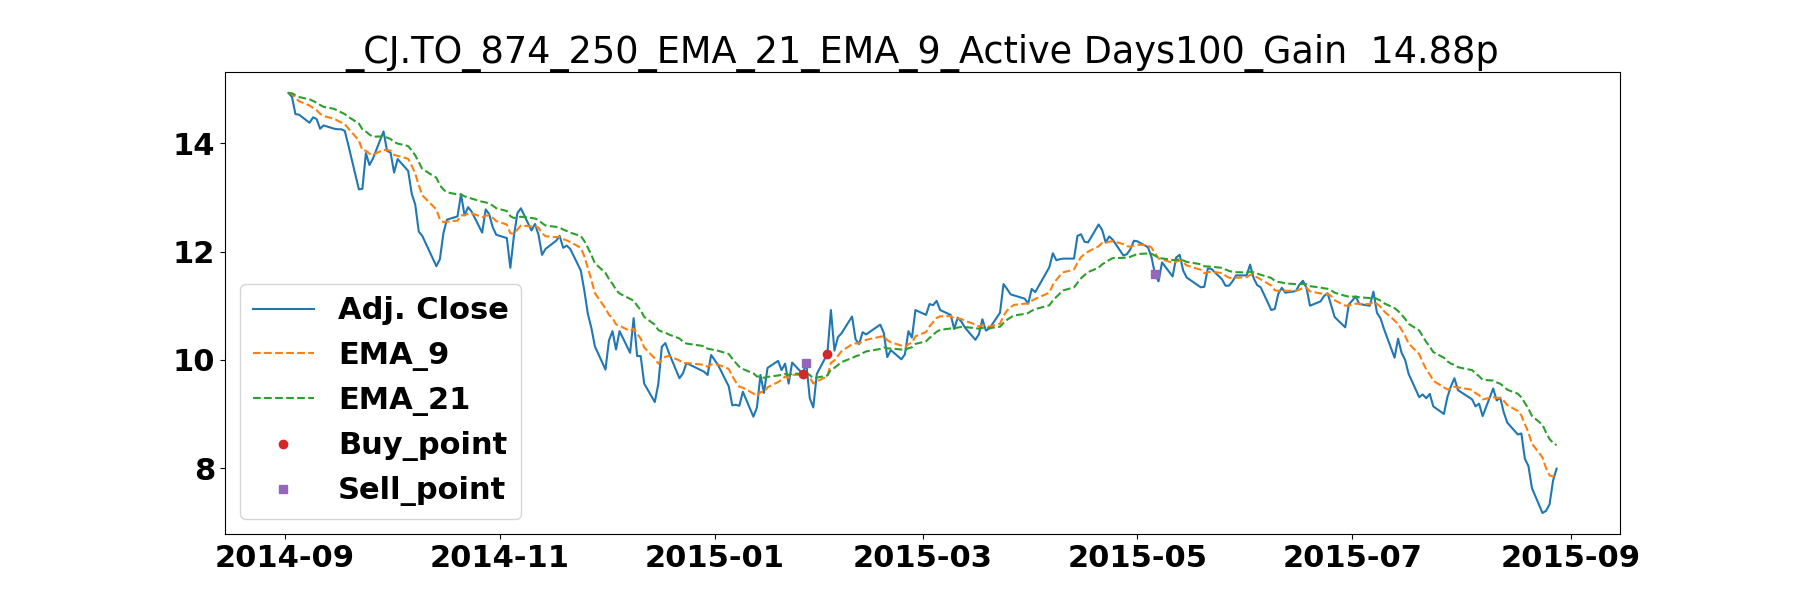 _CJ.TO_874_250_EMA_21_EMA_9_Active Days100_Gain  14.88p
14
12
10
8
Adj. Close
EMA_9
EMA_21
Buy_point
Sell_point
2014-09 2014-11 2015-01 2015-03 2015-05 2015-07 2015-09